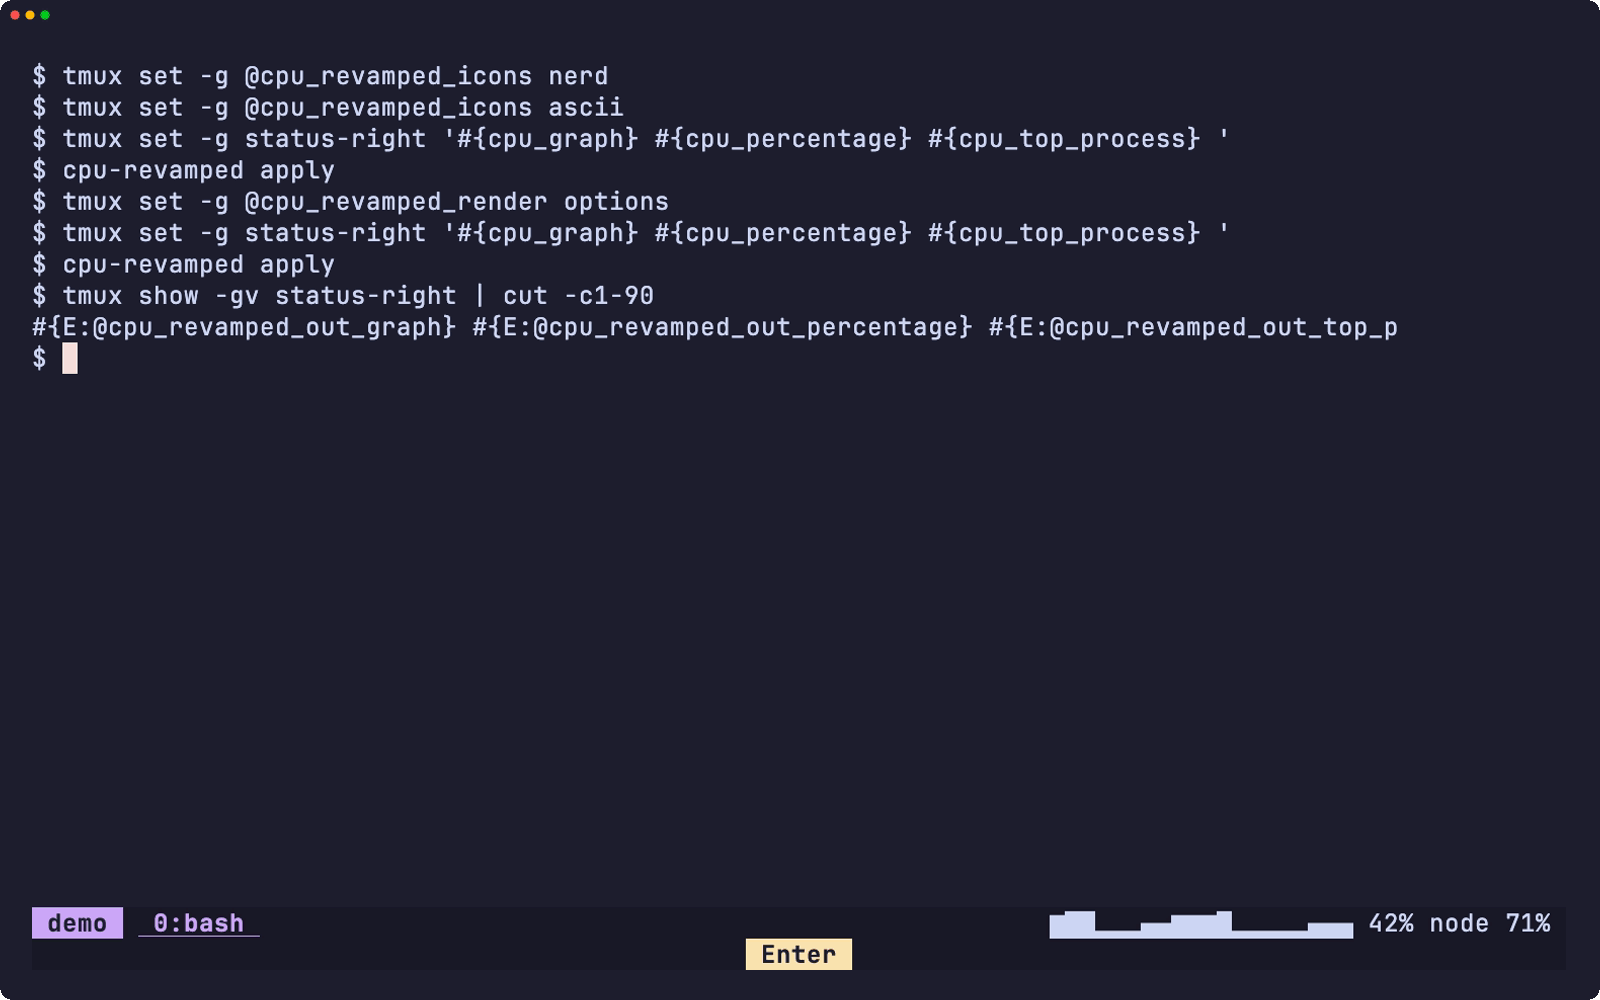 $ tmux set -g @cpu_revamped_icons nerd
$ tmux set -g @cpu_revamped_icons ascii
$ tmux set -g status-right '#{cpu_graph} #{cpu_percentage} #{cpu_top_process} '
$ cpu-revamped apply
$ tmux set -g @cpu_revamped_render options
$ tmux set -g status-right '#{cpu_graph} #{cpu_percentage} #{cpu_top_process} '
$ cpu-revamped apply
$ tmux show -gv status-right | cut -c1-90
#{E:@cpu_revamped_out_graph} #{E:@cpu_revamped_out_percentage} #{E:@cpu_revamped_out_top_p
$
demo 0:bash 42% node 71%
Enter